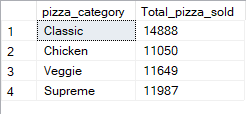 pizza_category Total_pizza_sold
1 Classic 14888
2 Chicken 11050
3 Veggie 11649
4 Supreme 11987